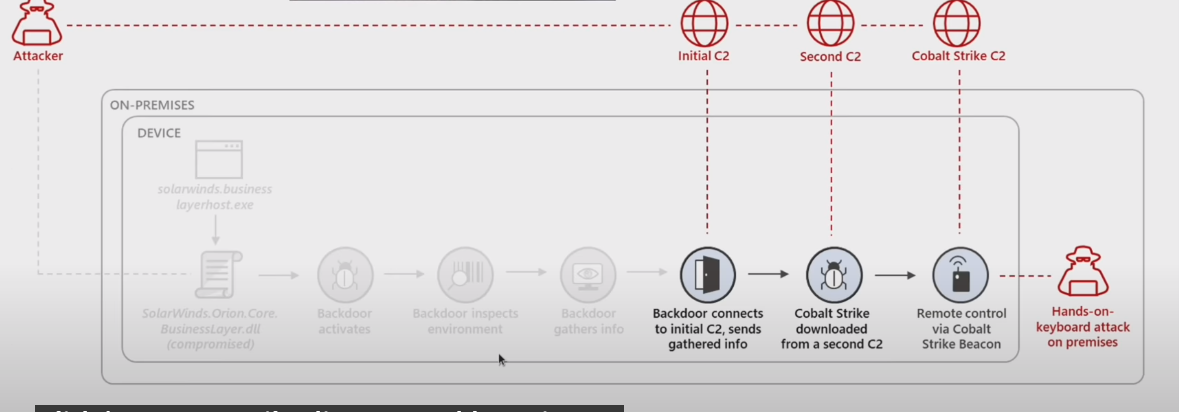 Attacker
Initial C2
Second C2
Cobalt Strike C2
ON-PREMISES
DEVICE
solarwinds.business
layerhost.exe
SolarWinds.Orion.Core.
BusinessLayer.dll
(compromised)
Backdoor
activates
Backdoor inspects
environment
Backdoor
gathers info
Backdoor connects
to initial C2, sends
gathered info
Cobalt Strike
downloaded
from a second C2
Remote control
via Cobalt
Strike Beacon
Hands-on-
keyboard attack
on premises